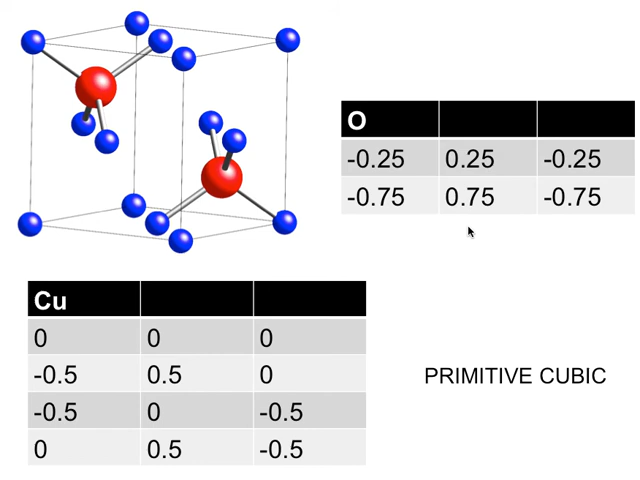 O
-0.25 0.25 -0.25
-0.75 0.75 -0.75
Cu
0 0 0
-0.5 0.5 0
-0.5 0 -0.5
0 0.5 -0.5
PRIMITIVE CUBIC